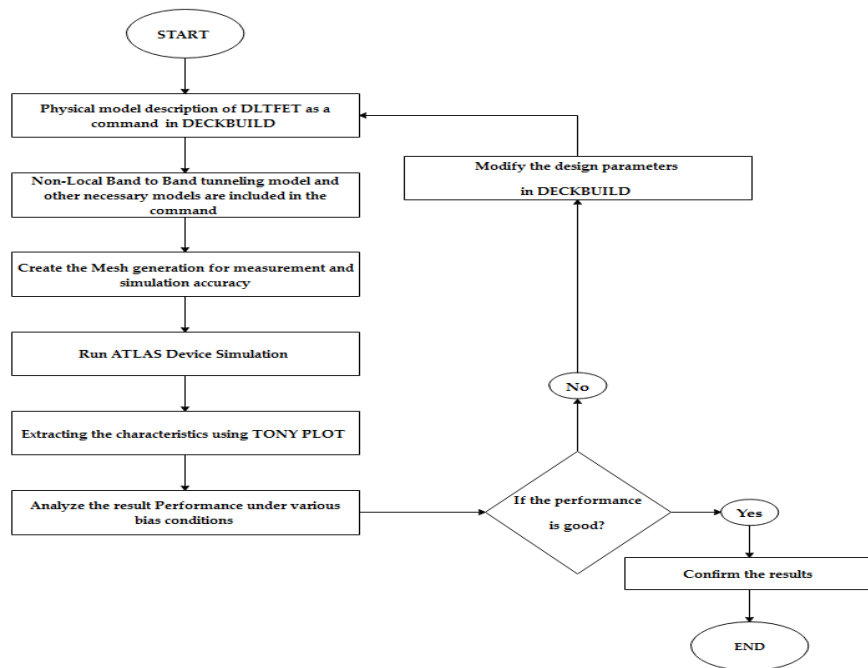 START
Physical model description of DLTFET as a
command in DECKBUILD
Non-Local Band to Band tunneling model and
other necessary models are included in the
command
Create the Mesh generation for measurement and
simulation accuracy
Run ATLAS Device Simulation
Extracting the characteristics using TONY PLOT
Analyze the result Performance under various
bias conditions
If the performance
is good?
No
Modify the design parameters
in DECKBUILD
Yes
Confirm the results
END